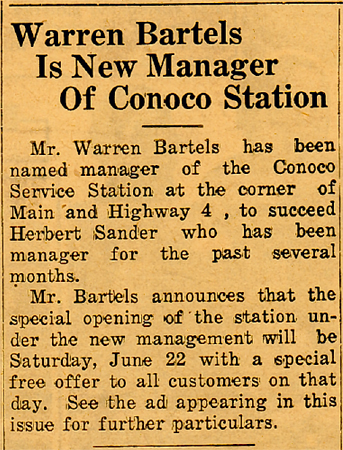 Warren Bartels
Is New Manager
Of Conoco Station
Mr. Warren Bartels has been
named manager of the Conoco
Service Station at the corner of
Main and Highway 4 , to succeed
Herbert Sander who has been
manager for the past several
months.
Mr. Bartels announces that the
special opening of the station un-
der the new management will be
Saturday, June 22 with a special
free offer to all customers on that
day. See the ad appearing in this
issue for further particulars.